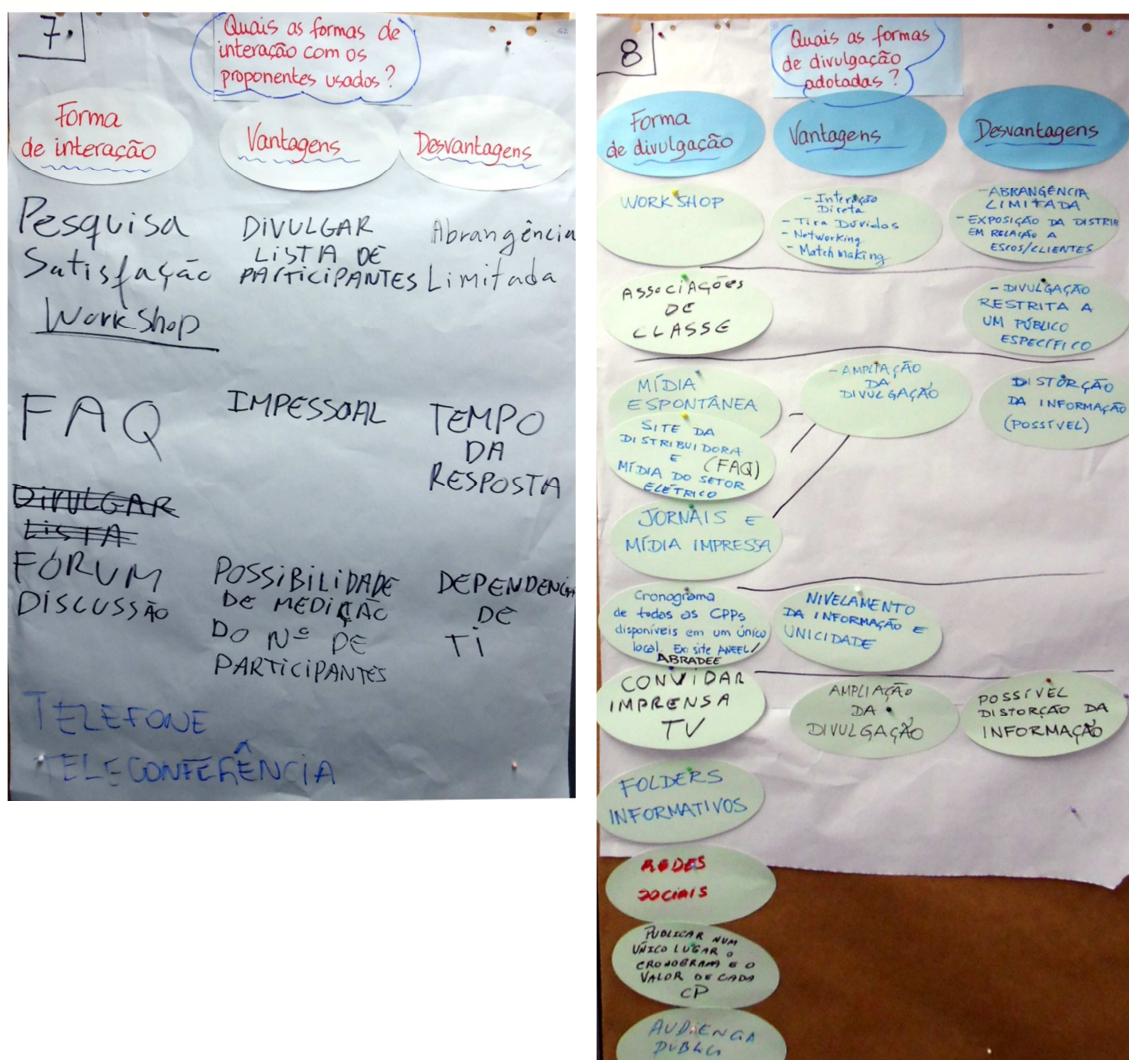 7.
Quais as formas de
interação com os
proponentes usados?
Forma
de interação
Vantagens
Desvantagens
Pesquisa
Satisfação
WorkShop
DIVULGAR
LISTA DE
PARTICIPANTES
Abrangência
Limitada
FAQ
IMPESSOAL
TEMPO
DA
RESPOSTA
DIVULGAR
LISTA
FÓRUM
DISCUSSÃO
POSSIBILIDADE
DE MEDIÇÃO
DO Nº DE
PARTICIPANTES
DEPENDENCIA
DE
TI
TELEFONE
TELECONFERÊNCIA
8
Quais as formas
de divulgação
adotadas?
Forma
de divulgação
Vantagens
Desvantagens
WORKSHOP
- Interação
Direta
- Tira Dúvidas
- Networking
- Matchmaking
- ABRANGÊNCIA
LIMITADA
- EXPOSIÇÃO DA DISTRIB
EM RELAÇÃO A
ESCOS/CLIENTES
ASSOCIAÇÕES
DE
CLASSE
- DIVULGAÇÃO
RESTRITA A
UM PÚBLICO
ESPECÍFICO
MÍDIA
ESPONTÂNEA
- AMPLIAÇÃO
DA
DIVULGAÇÃO
DISTORÇÃO
DA INFORMAÇÃO
(POSSÍVEL)
SITE DA
DISTRIBUIDORA
E (FAQ)
MÍDIA DO SETOR
ELÉTRICO
JORNAIS E
MÍDIA IMPRESSA
Cronograma
de todas as CPPs
disponíveis em um único
local. Ex: site ANEEL/
ABRADEE
NIVELAMENTO
DA INFORMAÇÃO E
UNICIDADE
CONVIDAR
IMPRENSA
TV
AMPLIAÇÃO
DA
DIVULGAÇÃO
POSSÍVEL
DISTORÇÃO DA
INFORMAÇÃO
FOLDERS
INFORMATIVOS
REDES
SOCIAIS
PUBLICAR NUM
ÚNICO LUGAR O
CRONOGRAMA E O
VALOR DE CADA
CP
AUDIENCIA
PUBLI